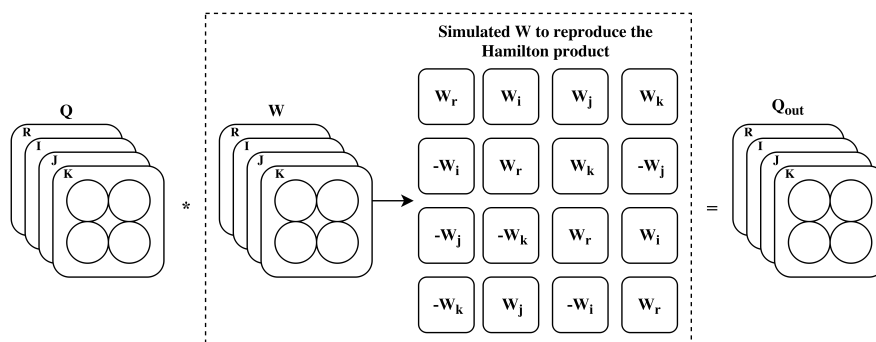 Simulated W to reproduce the
Hamilton product
Q
R
I
J
K
*
W
R
I
J
K
W_r W_i W_j W_k
-W_i W_r W_k -W_j
-W_j -W_k W_r W_i
-W_k W_j -W_i W_r
=
Q_out
R
I
J
K